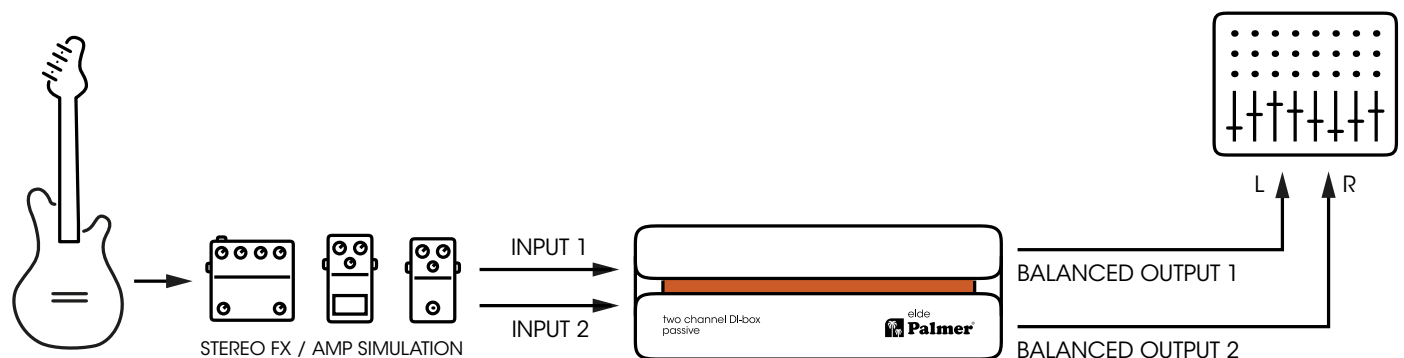 L
R
INPUT 1
BALANCED OUTPUT 1
INPUT 2
two channel DI-box
passive
elde
Palmer®
STEREO FX / AMP SIMULATION
BALANCED OUTPUT 2